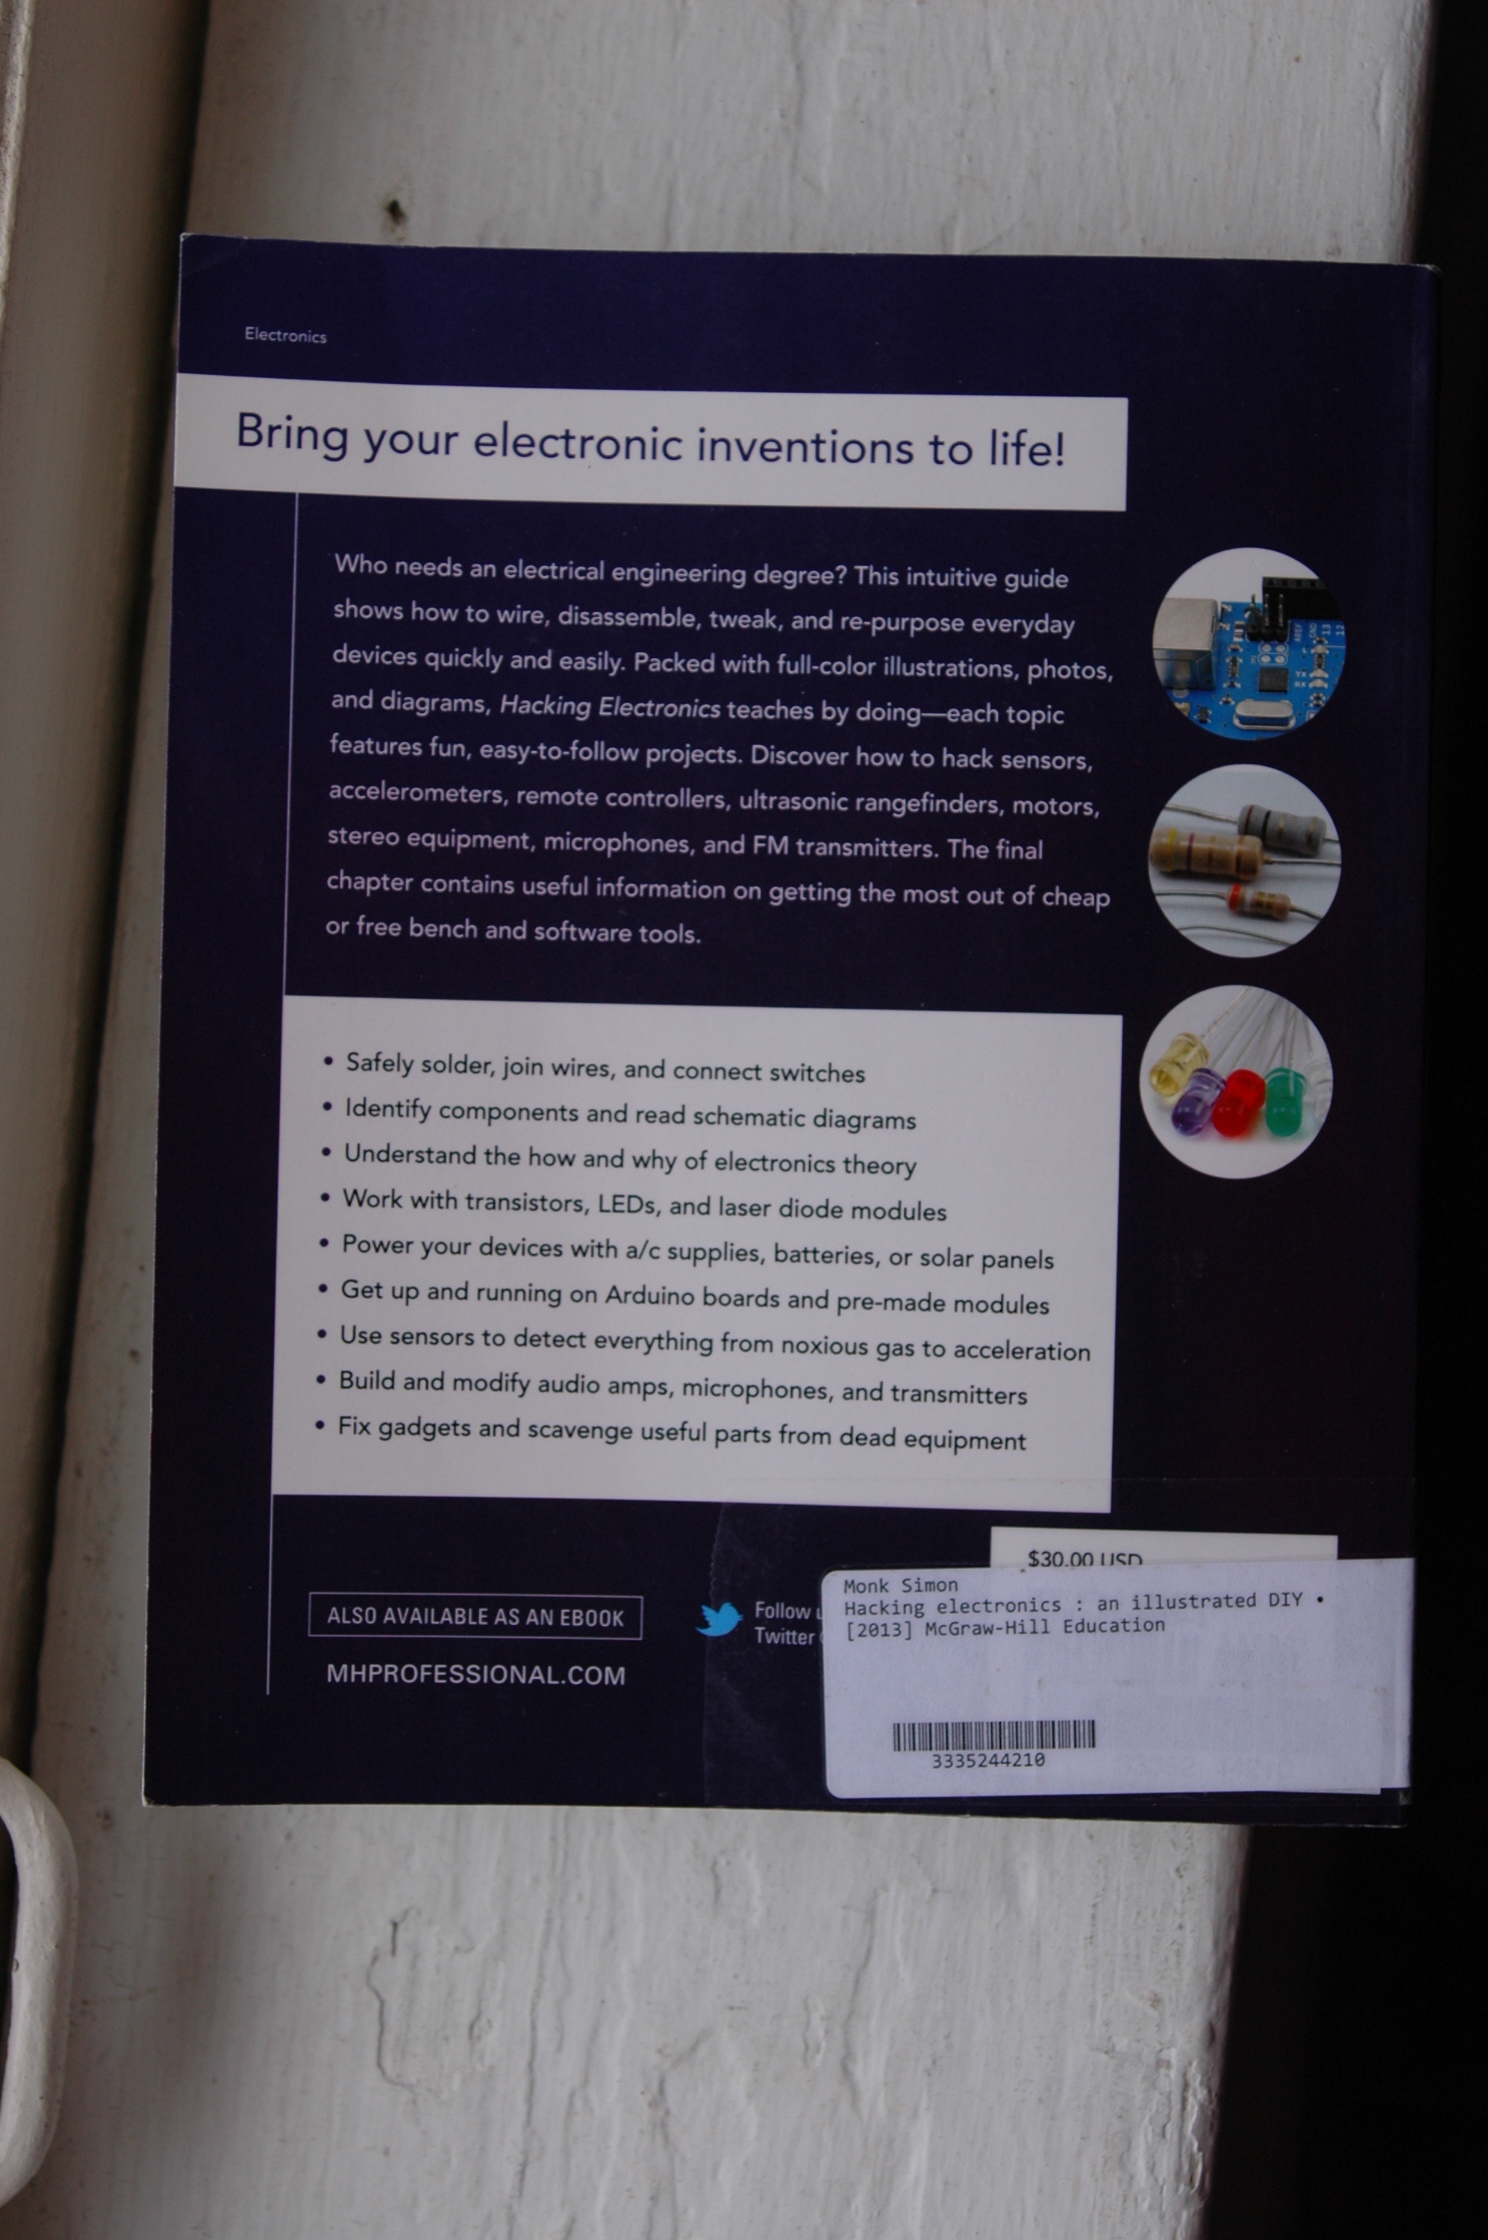 Electronics
Bring your electronic inventions to life!
Who needs an electrical engineering degree? This intuitive guide
shows how to wire, disassemble, tweak, and re-purpose everyday
devices quickly and easily. Packed with full-color illustrations, photos,
and diagrams, Hacking Electronics teaches by doing—each topic
features fun, easy-to-follow projects. Discover how to hack sensors,
accelerometers, remote controllers, ultrasonic rangefinders, motors,
stereo equipment, microphones, and FM transmitters. The final
chapter contains useful information on getting the most out of cheap
or free bench and software tools.
• Safely solder, join wires, and connect switches
• Identify components and read schematic diagrams
• Understand the how and why of electronics theory
• Work with transistors, LEDs, and laser diode modules
• Power your devices with a/c supplies, batteries, or solar panels
• Get up and running on Arduino boards and pre-made modules
• Use sensors to detect everything from noxious gas to acceleration
• Build and modify audio amps, microphones, and transmitters
• Fix gadgets and scavenge useful parts from dead equipment
$30.00 USD
ALSO AVAILABLE AS AN EBOOK
MHPROFESSIONAL.COM
Follow
Twitter
Monk Simon
Hacking electronics : an illustrated DIY •
[2013] McGraw-Hill Education
3335244210